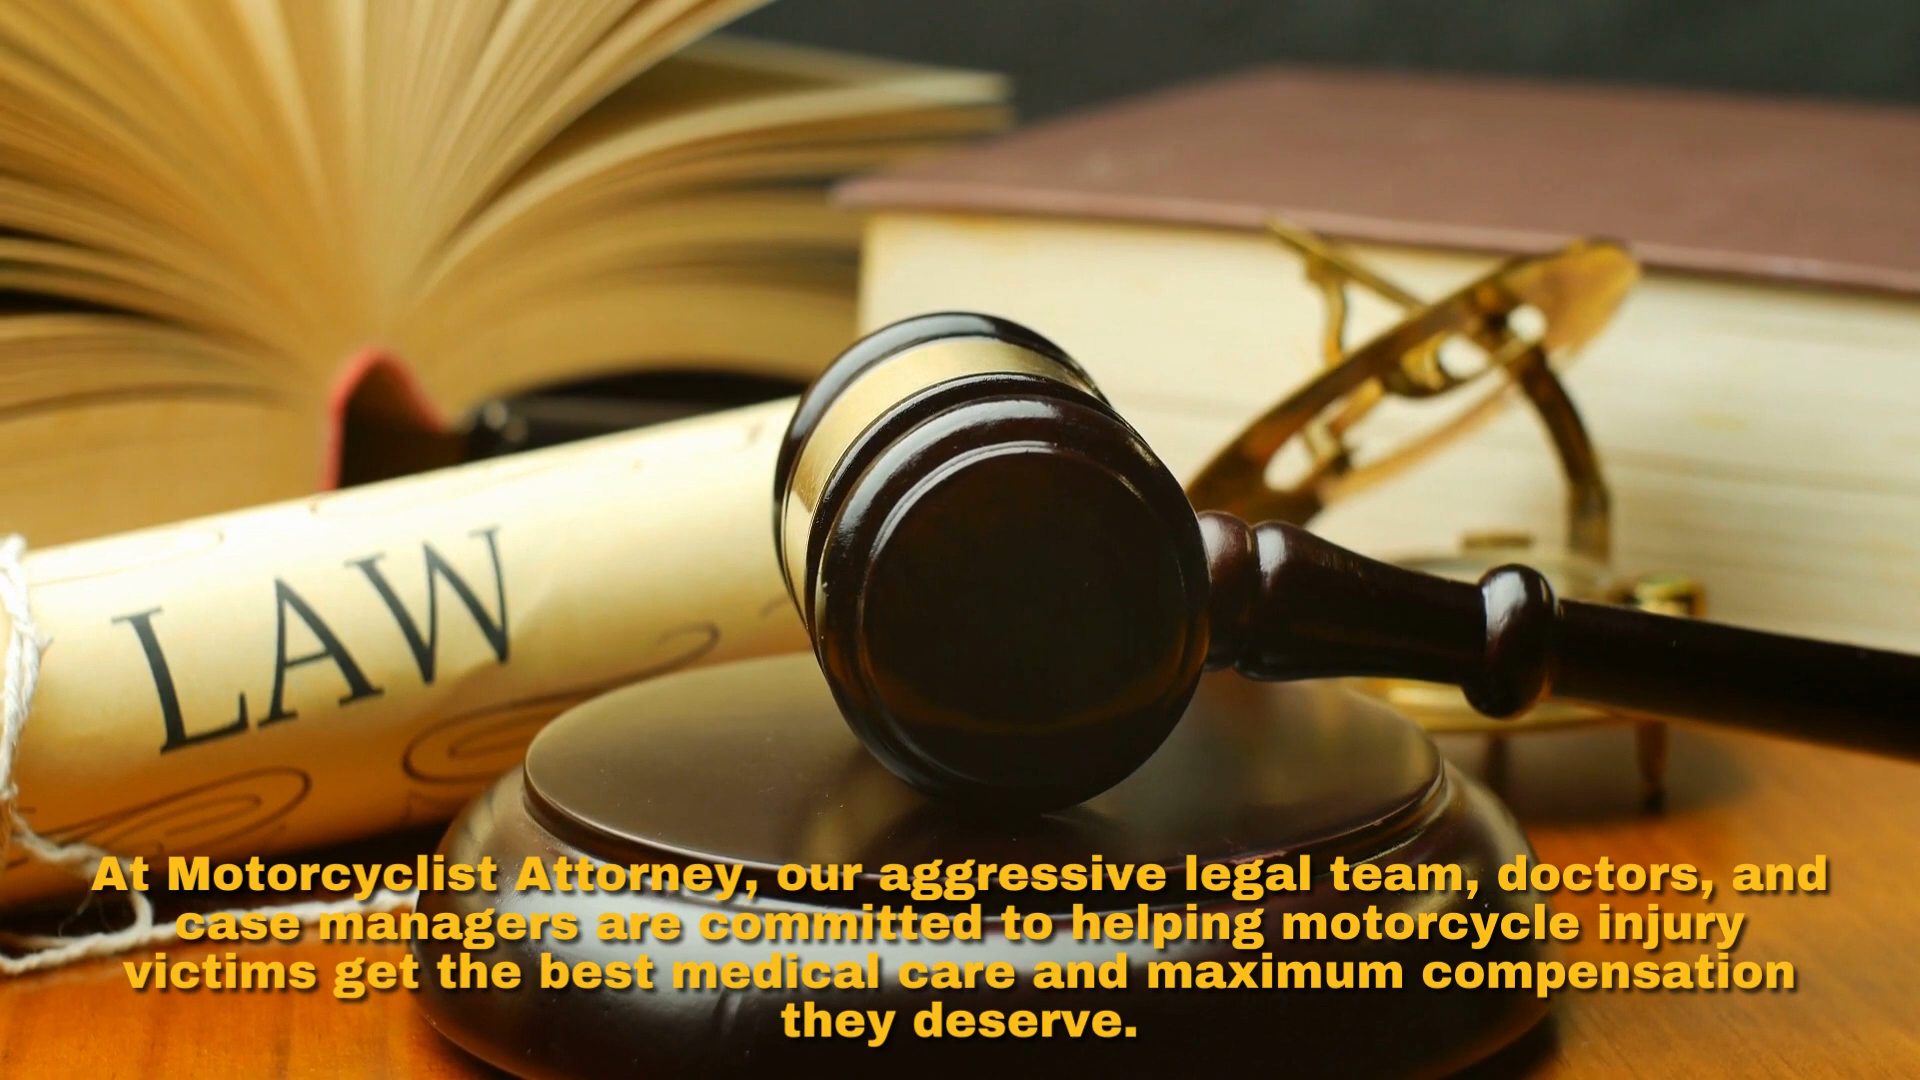 LAW
At Motorcyclist Attorney, our aggressive legal team, doctors, and
case managers are committed to helping motorcycle injury
victims get the best medical care and maximum compensation
they deserve.